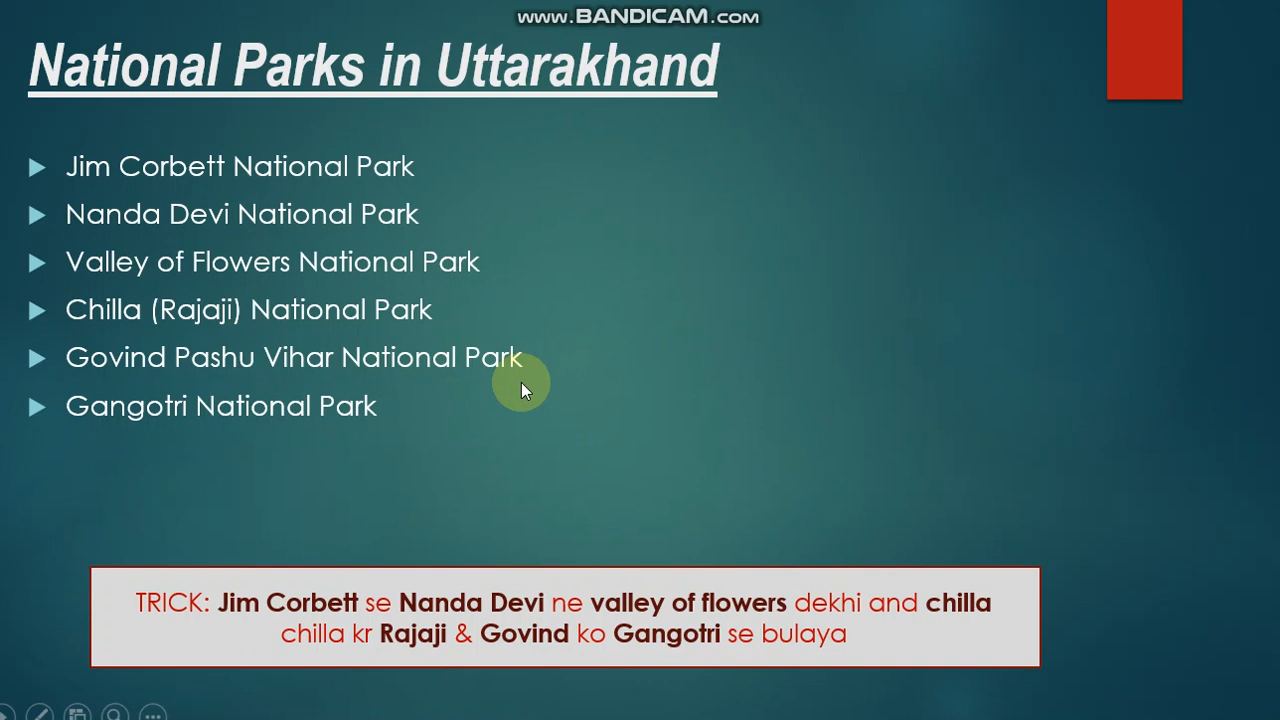 www.BANDICAM.com
National Parks in Uttarakhand
Jim Corbett National Park
Nanda Devi National Park
Valley of Flowers National Park
Chilla (Rajaji) National Park
Govind Pashu Vihar National Park
Gangotri National Park
TRICK: Jim Corbett se Nanda Devi ne valley of flowers dekhi and chilla
chilla kr Rajaji & Govind ko Gangotri se bulaya